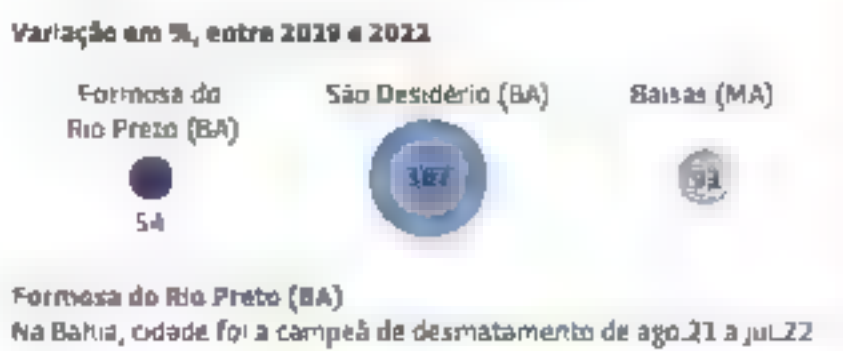 Variação em %, entre 2019 e 2022
Formosa do
Rio Preto (BA)
São Desidério (BA)
Balsas (MA)
54
Formosa do Rio Preto (BA)
Na Bahia, cidade foi a campeã de desmatamento de ago.21 a jul.22